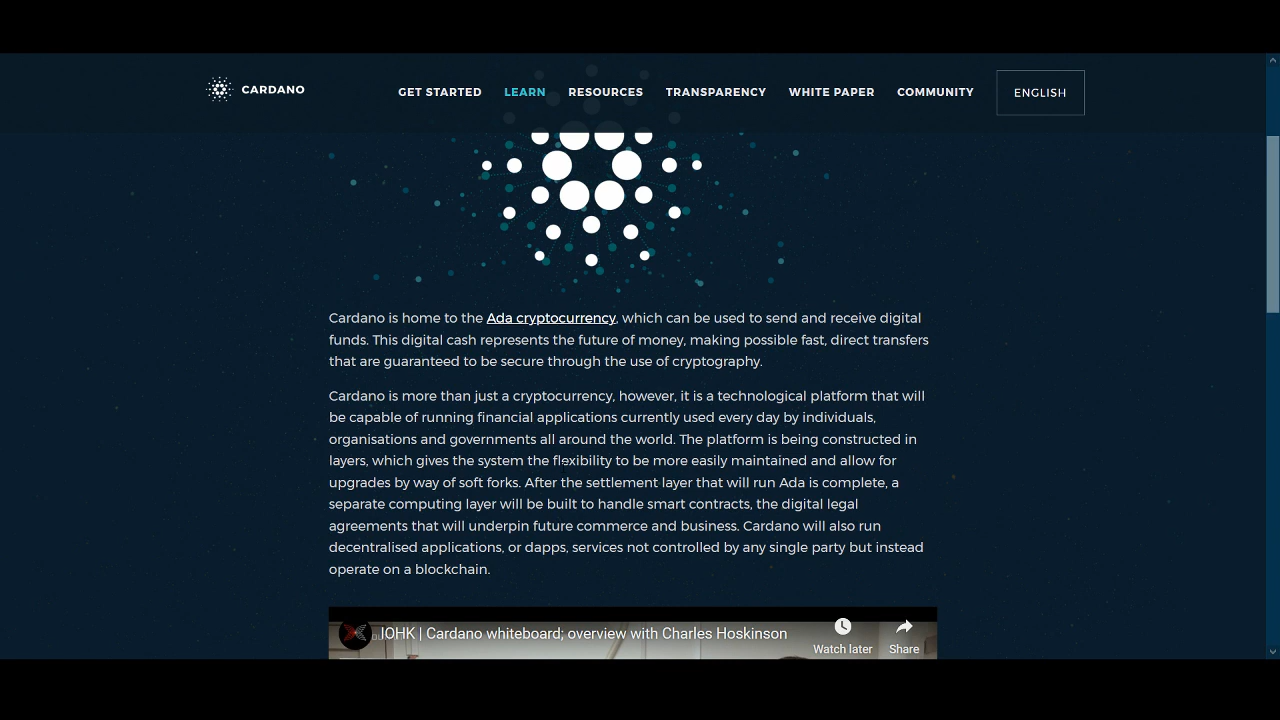 CARDANO
GET STARTED LEARN RESOURCES TRANSPARENCY WHITE PAPER COMMUNITY ENGLISH
Cardano is home to the Ada cryptocurrency, which can be used to send and receive digital
funds. This digital cash represents the future of money, making possible fast, direct transfers
that are guaranteed to be secure through the use of cryptography.
Cardano is more than just a cryptocurrency, however, it is a technological platform that will
be capable of running financial applications currently used every day by individuals,
organisations and governments all around the world. The platform is being constructed in
layers, which gives the system the flexibility to be more easily maintained and allow for
upgrades by way of soft forks. After the settlement layer that will run Ada is complete, a
separate computing layer will be built to handle smart contracts, the digital legal
agreements that will underpin future commerce and business. Cardano will also run
decentralised applications, or dapps, services not controlled by any single party but instead
operate on a blockchain.
IOHK | Cardano whiteboard; overview with Charles Hoskinson
Watch later Share